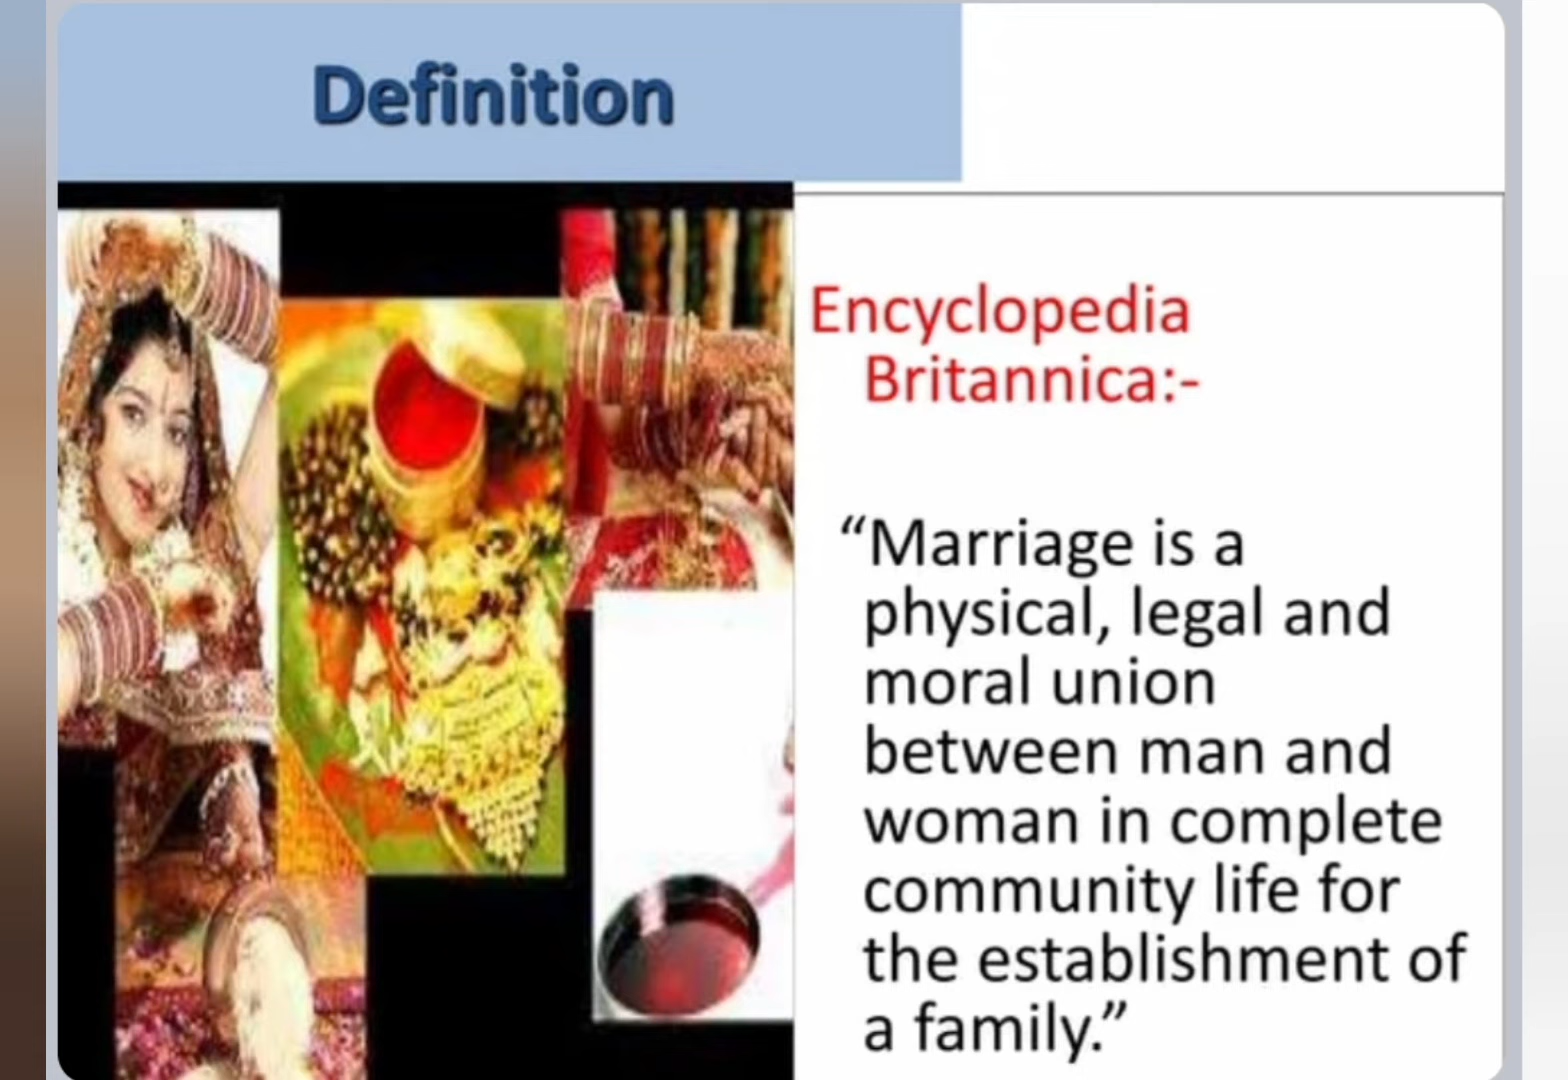 Definition
Encyclopedia
Britannica:-
“Marriage is a
physical, legal and
moral union
between man and
woman in complete
community life for
the establishment of
a family.”